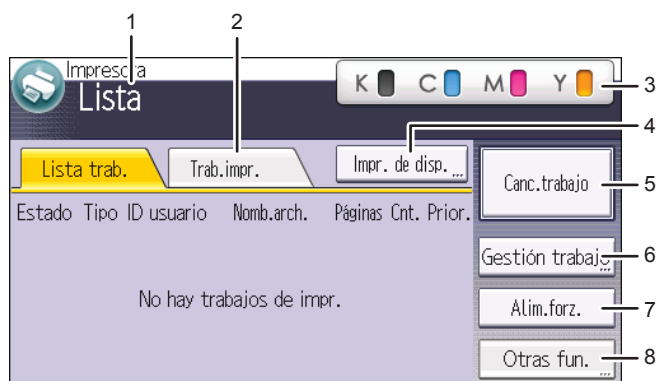 1 2
Impresora
Lista
K C M Y 3
4
Lista trab. Trab.impr. Impr. de disp. ...
Canc.trabajo 5
Estado Tipo ID usuario Nomb.arch. Páginas Cnt. Prior.
Gestión trabajo... 6
No hay trabajos de impr.
Alim.forz. 7
Otras fun. ... 8